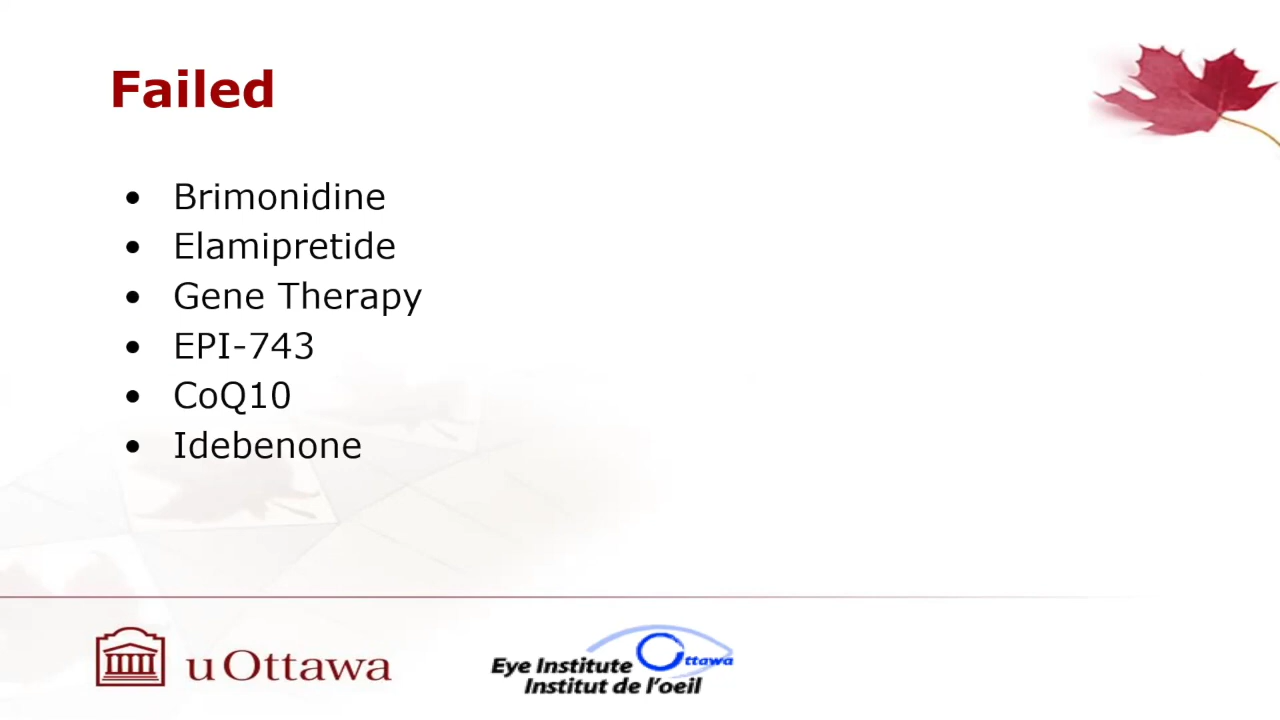 Failed
• Brimonidine
• Elamipretide
• Gene Therapy
• EPI-743
• CoQ10
• Idebenone
uOttawa
Eye Institute Ottawa
Institut de l'oeil